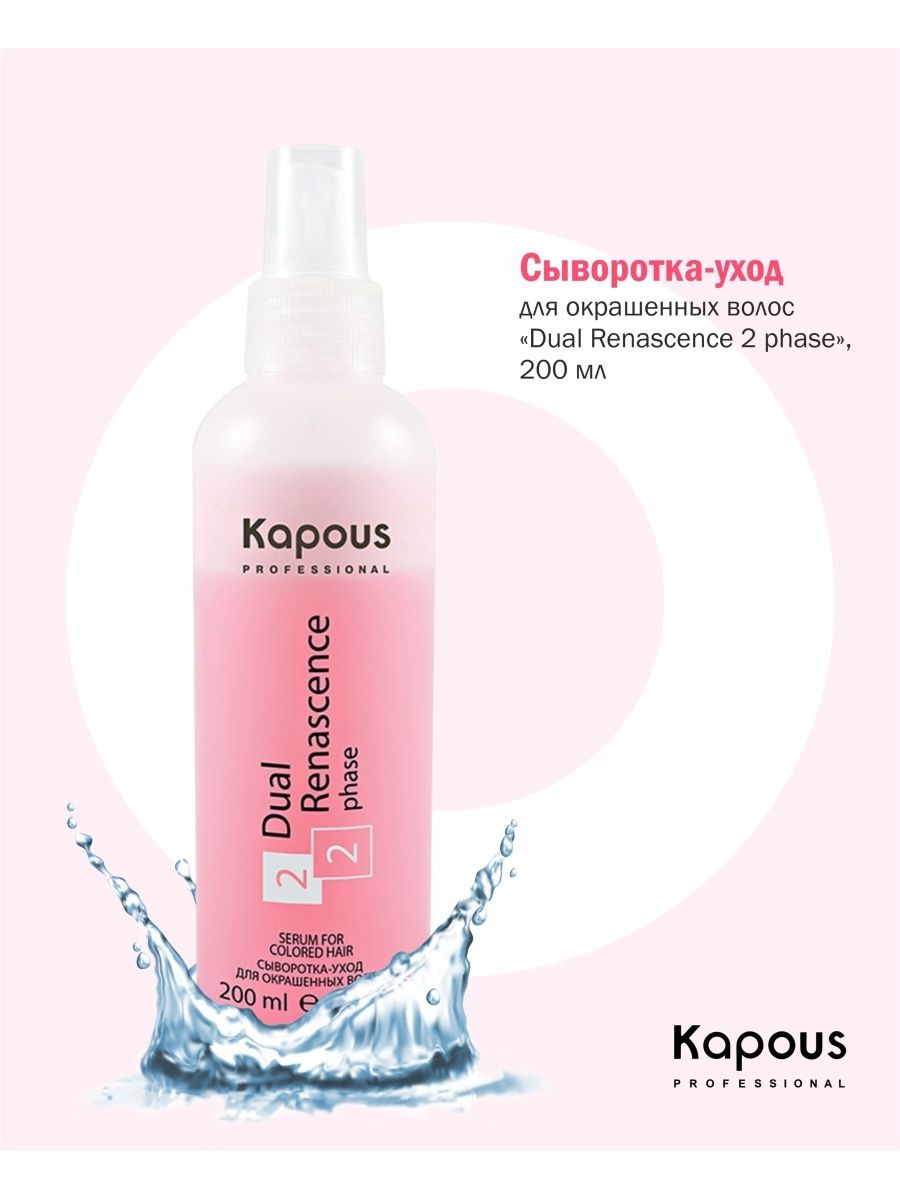 Сыворотка-уход
для окрашенных волос
«Dual Renascence 2 phase»,
200 мл
Kapous
PROFESSIONAL
Dual
Renascence
phase
2
2
SERUM FOR
COLORED HAIR
СЫВОРОТКА-УХОД
ДЛЯ ОКРАШЕННЫХ
200 ml e
Kapous
PROFESSIONAL